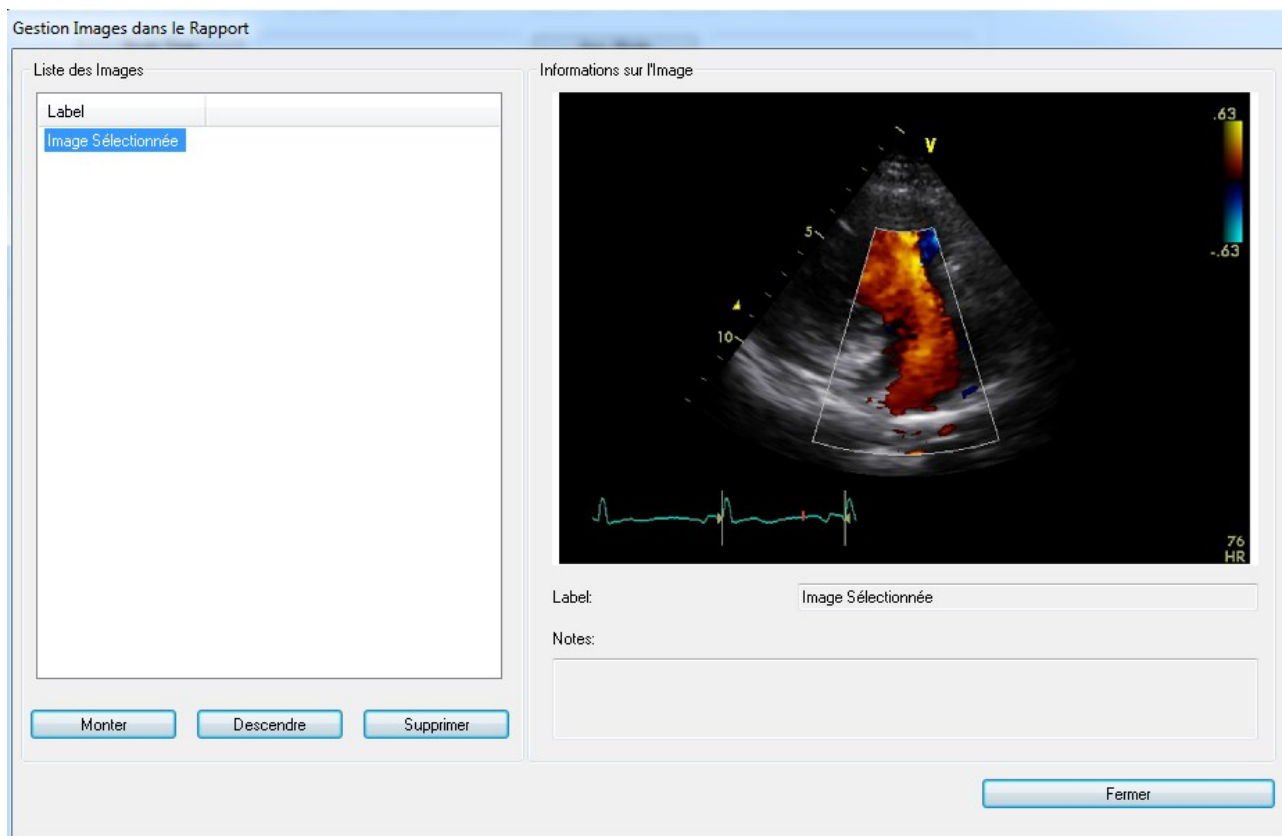 Gestion Images dans le Rapport
Liste des Images
Label
Image Sélectionnée
Monter
Descendre
Supprimer
Informations sur l'Image
V
.63
-.63
5
10
76
HR
Label:
Image Sélectionnée
Notes:
Fermer